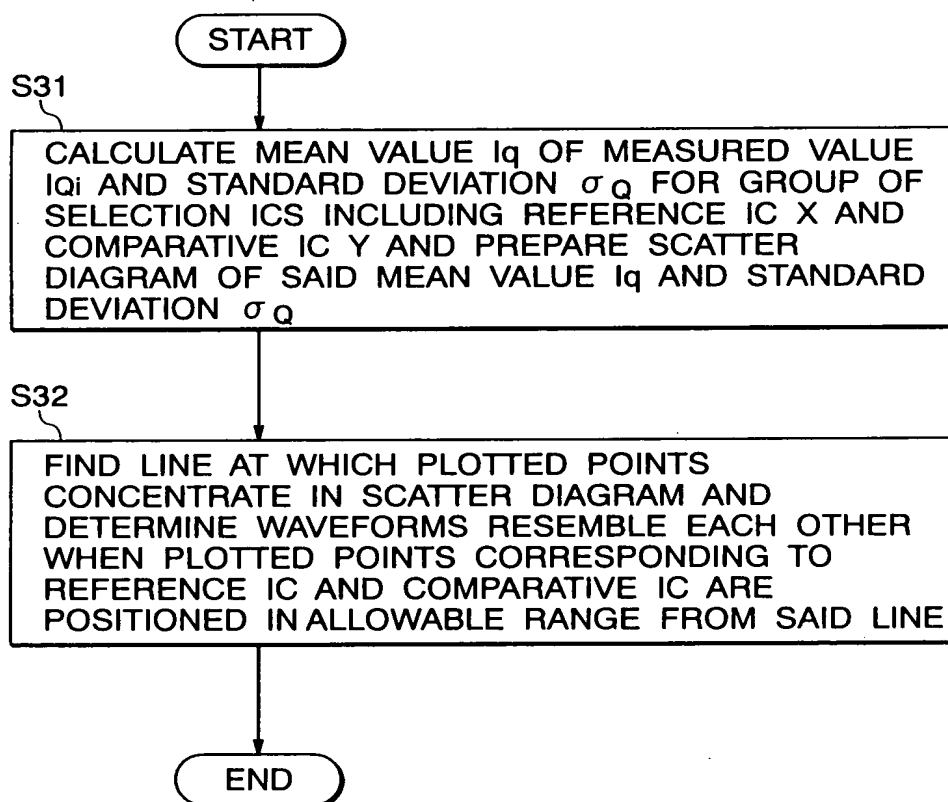 START
S31
CALCULATE MEAN VALUE Iq OF MEASURED VALUE
IQi AND STANDARD DEVIATION σQ FOR GROUP OF
SELECTION ICS INCLUDING REFERENCE IC X AND
COMPARATIVE IC Y AND PREPARE SCATTER
DIAGRAM OF SAID MEAN VALUE Iq AND STANDARD
DEVIATION σQ
S32
FIND LINE AT WHICH PLOTTED POINTS
CONCENTRATE IN SCATTER DIAGRAM AND
DETERMINE WAVEFORMS RESEMBLE EACH OTHER
WHEN PLOTTED POINTS CORRESPONDING TO
REFERENCE IC AND COMPARATIVE IC ARE
POSITIONED IN ALLOWABLE RANGE FROM SAID LINE
END